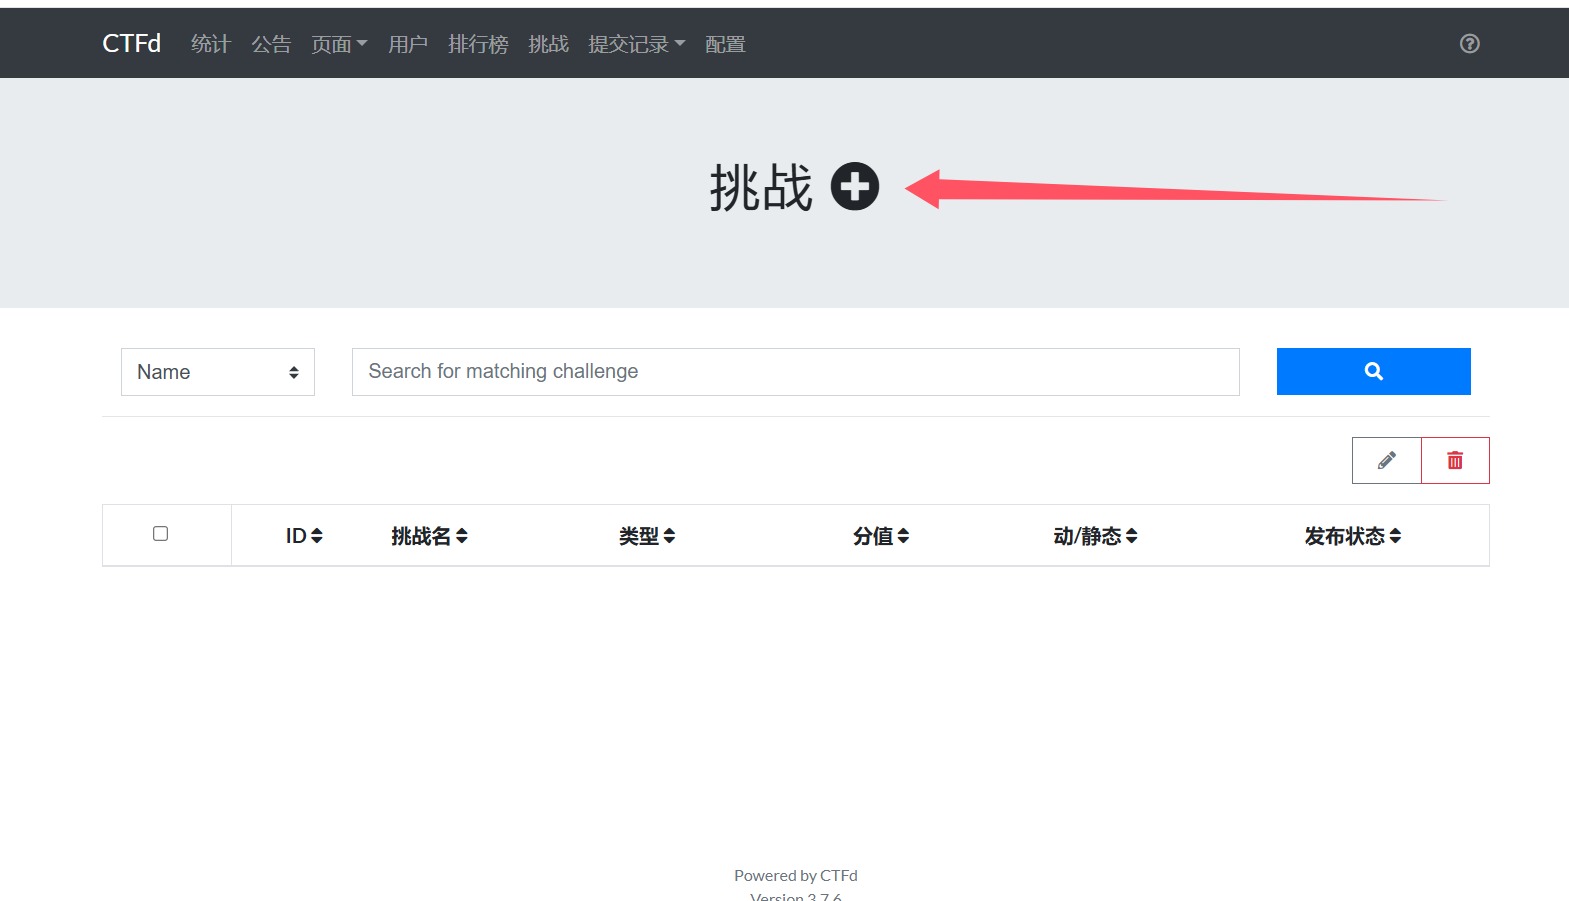 CTFd 统计 公告 页面 用户 排行榜 挑战 提交记录 配置
挑战
Name Search for matching challenge
ID 挑战名 类型 分值 动/静态 发布状态
Powered by CTFd
Version 3.7.6